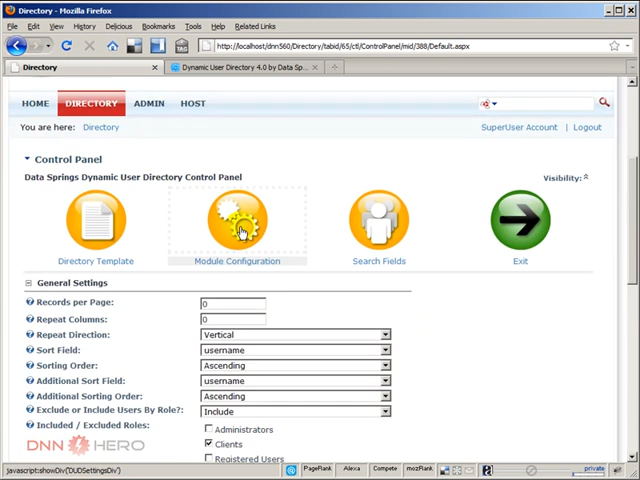 Directory - Mozilla Firefox
File Edit View History Delicious Bookmarks Tools Help Related Links
TAG http://localhost/dnn560/Directory/tabid/65/ctl/ControlPanel/mid/388/Default.aspx
Directory Dynamic User Directory 4.0 by Data Sp...
HOME DIRECTORY ADMIN HOST
You are here: Directory SuperUser Account | Logout
Control Panel
Data Springs Dynamic User Directory Control Panel Visibility:
Directory Template Module Configuration Search Fields Exit
General Settings
Records per Page: 0
Repeat Columns: 0
Repeat Direction: Vertical
Sort Field: username
Sorting Order: Ascending
Additional Sort Field: username
Additional Sorting Order: Ascending
Exclude or Include Users By Role?: Include
Included / Excluded Roles: Administrators
Clients
Registered Users
DNN HERO
javascript:showDiv('DUDSettingsDiv') PageRank Alexa Compete mozRank private